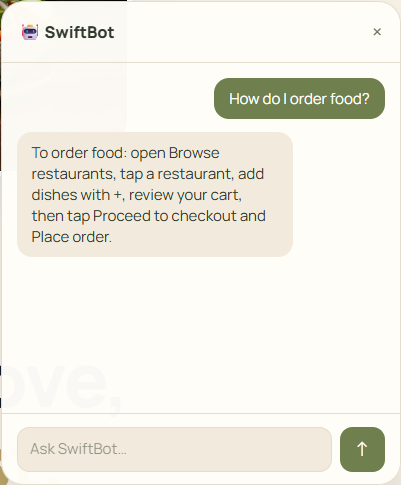 SwiftBot
×
How do I order food?
To order food: open Browse
restaurants, tap a restaurant, add
dishes with +, review your cart,
then tap Proceed to checkout and
Place order.
ove,
Ask SwiftBot...
↑